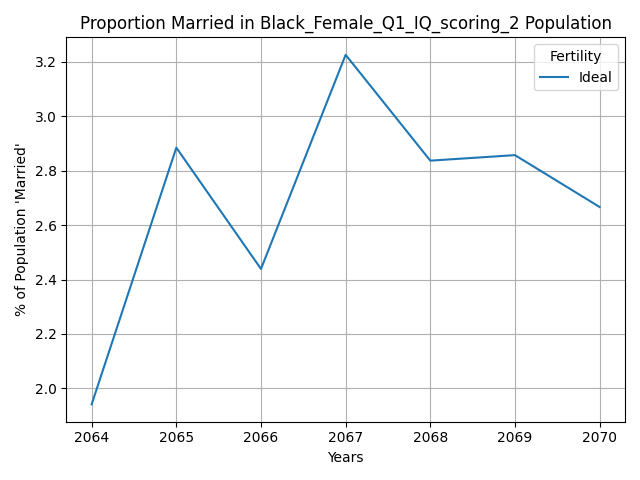 Proportion Married in Black_Female_Q1_IQ_scoring_2 Population
Fertility
Ideal
% of Population 'Married'
3.2
3.0
2.8
2.6
2.4
2.2
2.0
2064 2065 2066 2067 2068 2069 2070
Years